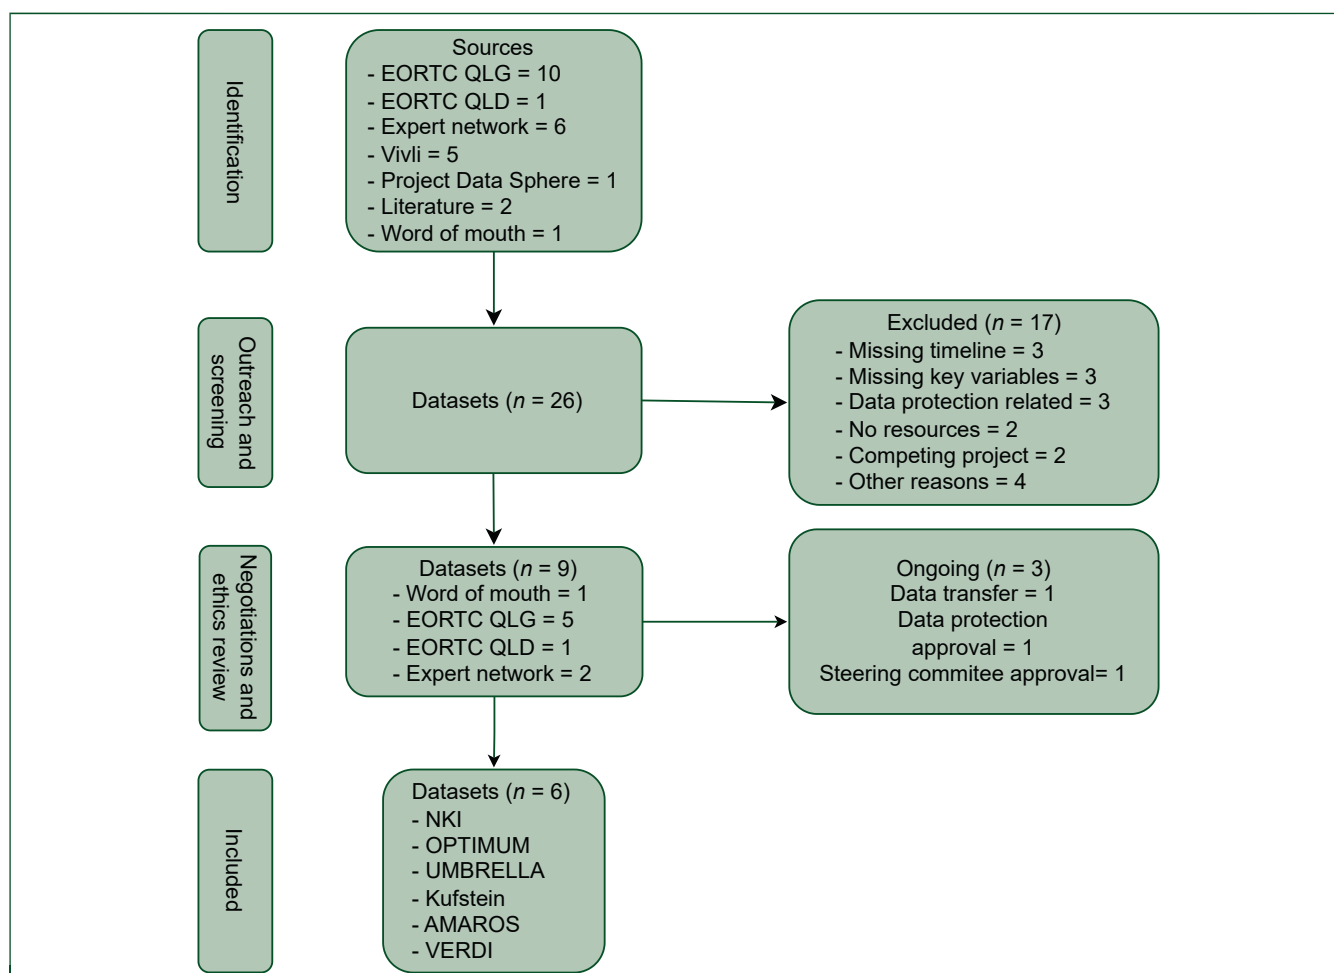 Identification
Sources
- EORTC QLG = 10
- EORTC QLD = 1
- Expert network = 6
- Vivli = 5
- Project Data Sphere = 1
- Literature = 2
- Word of mouth = 1
Outreach and
screening
Datasets (n = 26)
Excluded (n = 17)
- Missing timeline = 3
- Missing key variables = 3
- Data protection related = 3
- No resources = 2
- Competing project = 2
- Other reasons = 4
Negotiations and
ethics review
Datasets (n = 9)
- Word of mouth = 1
- EORTC QLG = 5
- EORTC QLD = 1
- Expert network = 2
Ongoing (n = 3)
Data transfer = 1
Data protection
approval = 1
Steering commitee approval= 1
Included
Datasets (n = 6)
- NKI
- OPTIMUM
- UMBRELLA
- Kufstein
- AMAROS
- VERDI